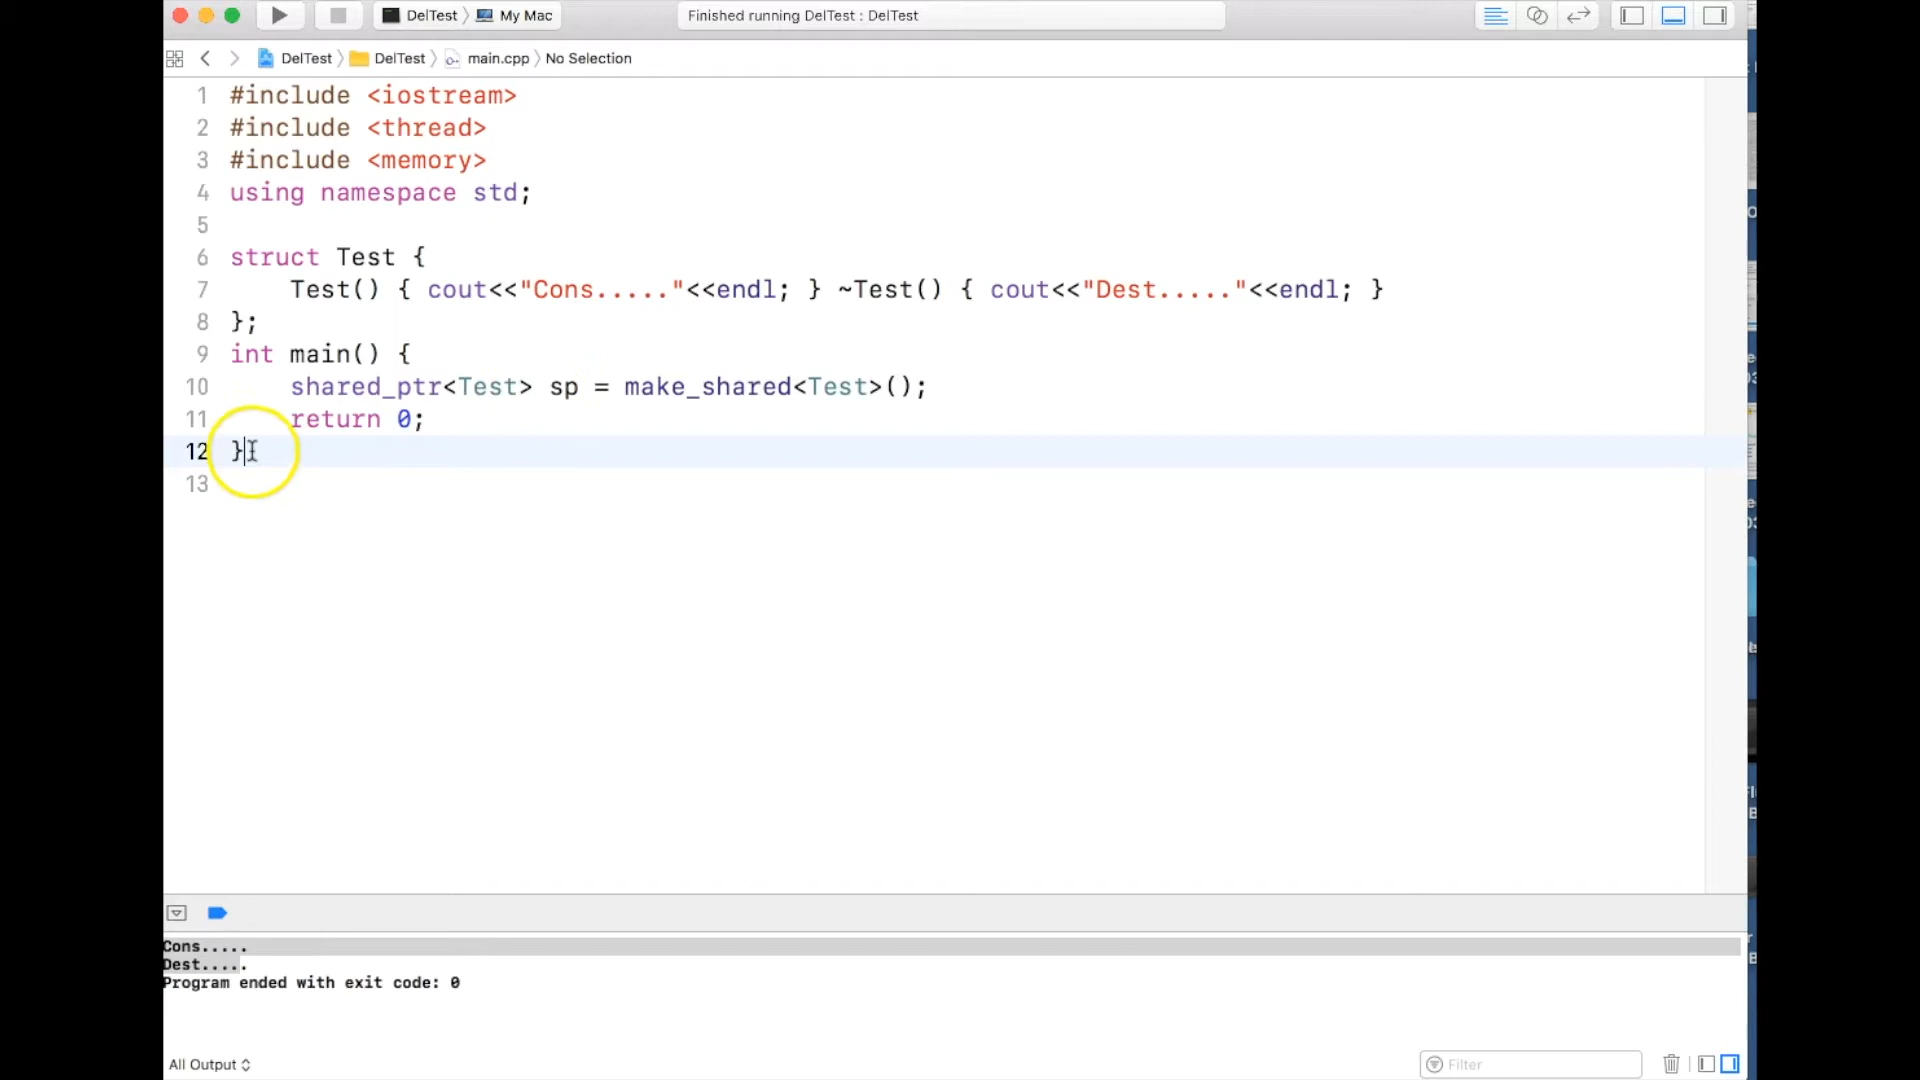 DelTest 〉 My Mac
Finished running DelTest : DelTest
DelTest 〉 DelTest 〉 main.cpp 〉 No Selection
1 #include <iostream>
2 #include <thread>
3 #include <memory>
4 using namespace std;
5
6 struct Test {
7     Test() { cout<<"Cons....."<<endl; } ~Test() { cout<<"Dest....."<<endl; }
8 };
9 int main() {
10     shared_ptr<Test> sp = make_shared<Test>();
11     return 0;
12 }
13
Cons.....
Dest.....
Program ended with exit code: 0
All Output
Filter